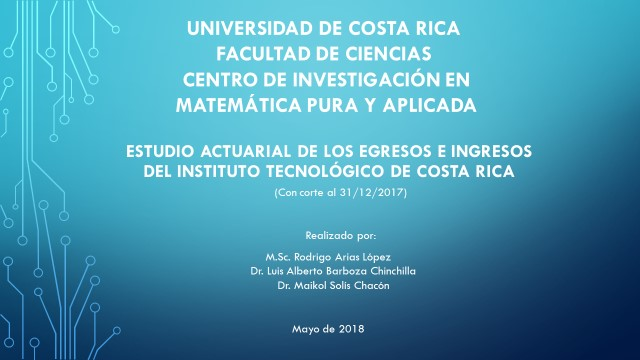 UNIVERSIDAD DE COSTA RICA
FACULTAD DE CIENCIAS
CENTRO DE INVESTIGACIÓN EN
MATEMÁTICA PURA Y APLICADA
ESTUDIO ACTUARIAL DE LOS EGRESOS E INGRESOS
DEL INSTITUTO TECNOLÓGICO DE COSTA RICA
(Con corte al 31/12/2017)
Realizado por:
M.Sc. Rodrigo Arias López
Dr. Luis Alberto Barboza Chinchilla
Dr. Maikol Solís Chacón
Mayo de 2018